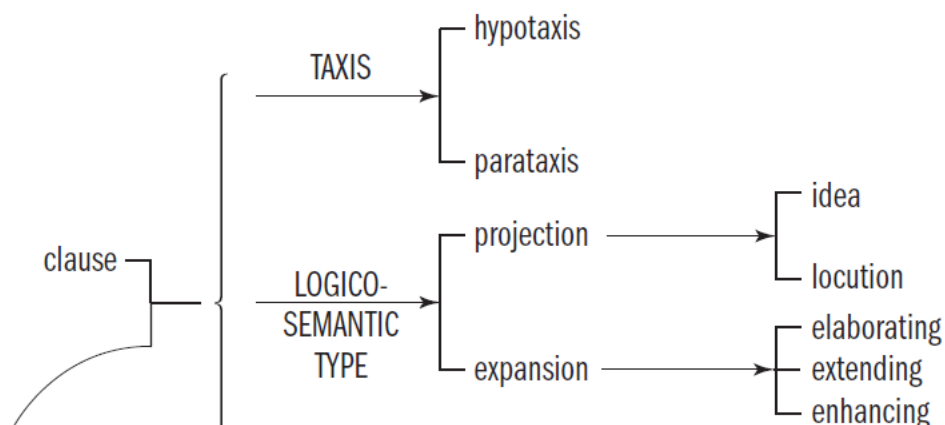 hypotaxis
TAXIS
parataxis
idea
projection
clause
locution
LOGICO-
SEMANTIC
TYPE
elaborating
expansion
extending
enhancing